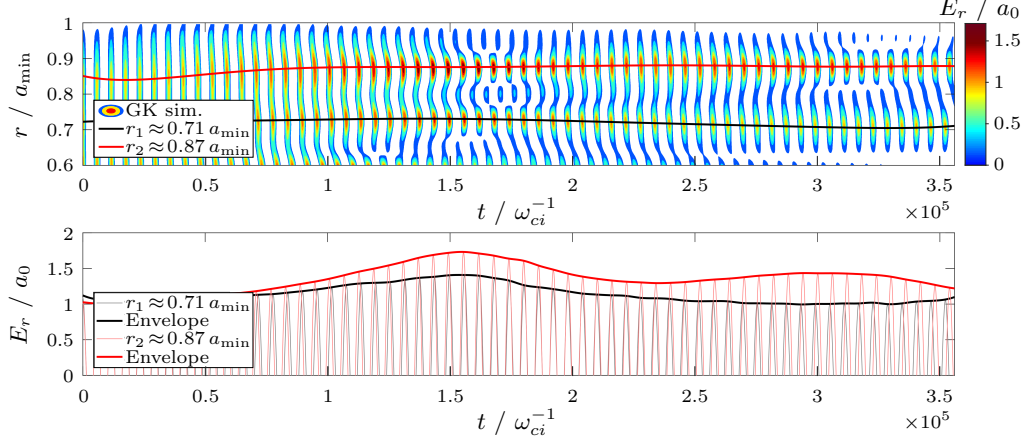 E_r / a_0
1
0.9
0.8
0.7
0.6
r / a_min
GK sim.
r_1 ≈ 0.71 a_min
r_2 ≈ 0.87 a_min
0 0.5 1 1.5 2 2.5 3 3.5
t / ω_{ci}^{-1}
×10^5
1.5
1
0.5
0
2
1.5
1
0.5
0
E_r / a_0
r_1 ≈ 0.71 a_min
Envelope
r_2 ≈ 0.87 a_min
Envelope
0 0.5 1 1.5 2 2.5 3 3.5
t / ω_{ci}^{-1}
×10^5